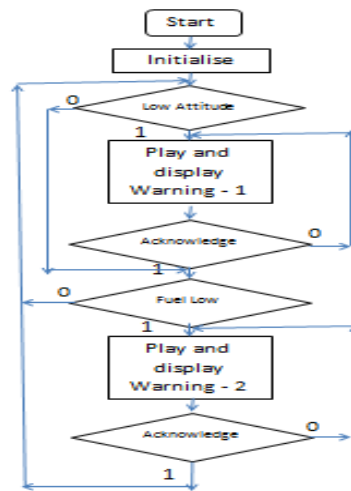 Start
Initialise
0
Low Attitude
1
Play and
display
Warning - 1
Acknowledge
0
1
0
Fuel Low
1
Play and
display
Warning - 2
Acknowledge
0
1